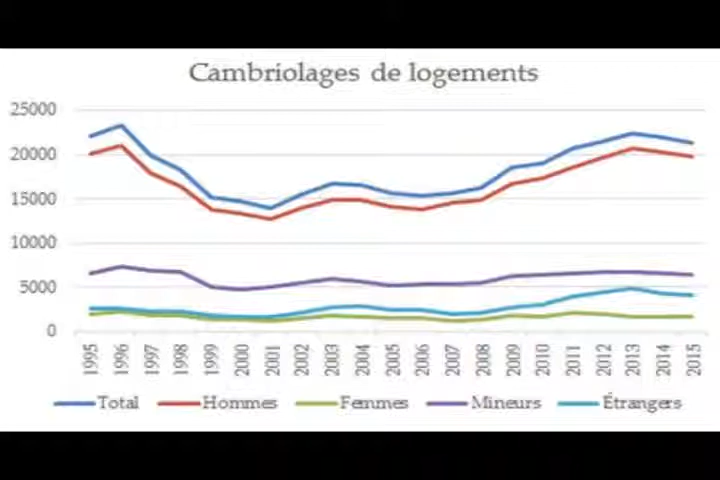 Cambriolages de logements
25000
20000
15000
10000
5000
0
1995 1996 1997 1998 1999 2000 2001 2002 2003 2004 2005 2006 2007 2008 2009 2010 2011 2012 2013 2014 2015
Total Hommes Femmes Mineurs Étrangers